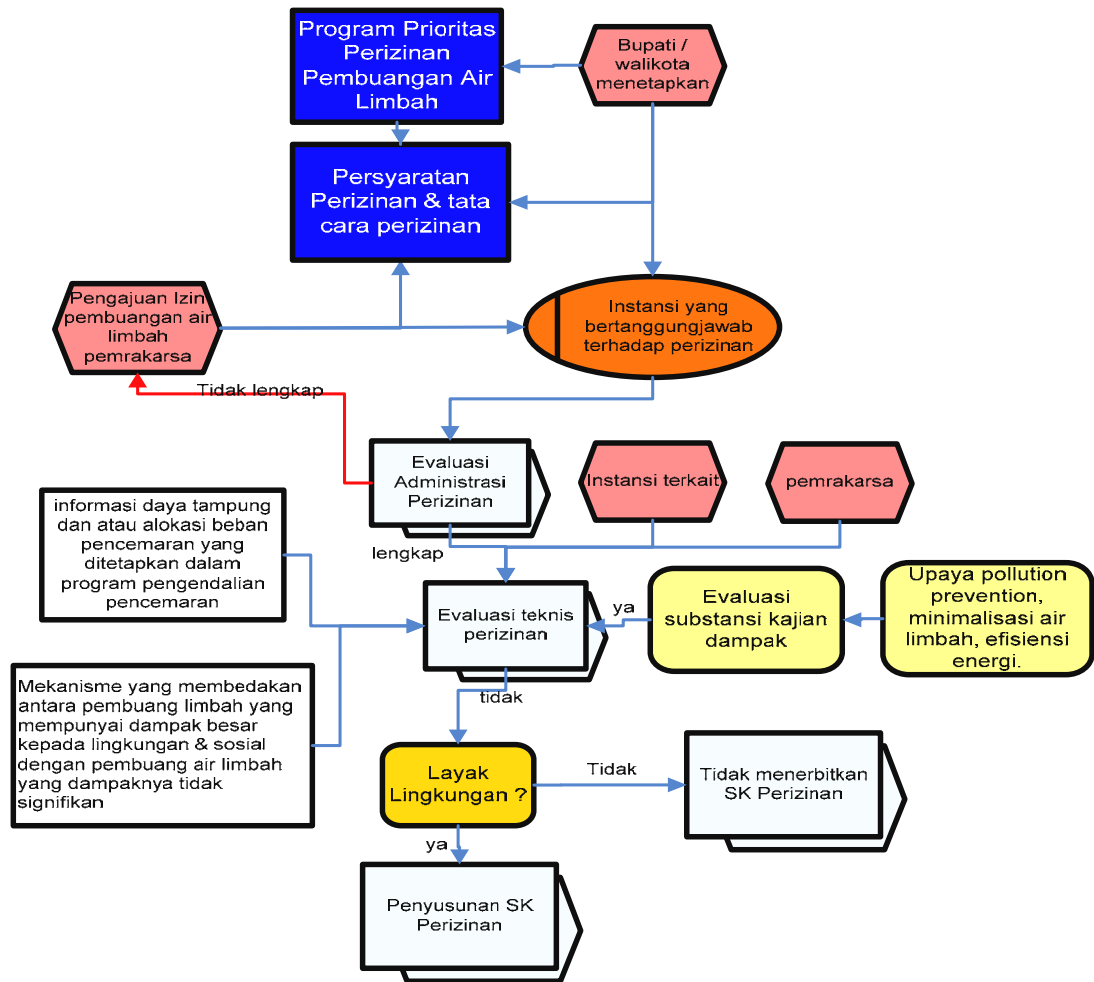 Program Prioritas
Perizinan
Pembuangan Air
Limbah
Bupati /
walikota
menetapkan
Persyaratan
Perizinan & tata
cara perizinan
Pengajuan Izin
pembuangan air
limbah
pemrakarsa
Instansi yang
bertanggungjawab
terhadap perizinan
Tidak lengkap
Evaluasi
Administrasi
Perizinan
Instansi terkait
pemrakarsa
informasi daya tampung
dan atau alokasi beban
pencemaran yang
ditetapkan dalam
program pengendalian
pencemaran
lengkap
Evaluasi teknis
perizinan
ya
Evaluasi
substansi kajian
dampak
Upaya pollution
prevention,
minimalisasi air
limbah, efisiensi
energi.
Mekanisme yang membedakan
antara pembuang limbah yang
mempunyai dampak besar
kepada lingkungan & sosial
dengan pembuang air limbah
yang dampaknya tidak
signifikan
tidak
Layak
Lingkungan ?
Tidak
Tidak menerbitkan
SK Perizinan
ya
Penyusunan SK
Perizinan